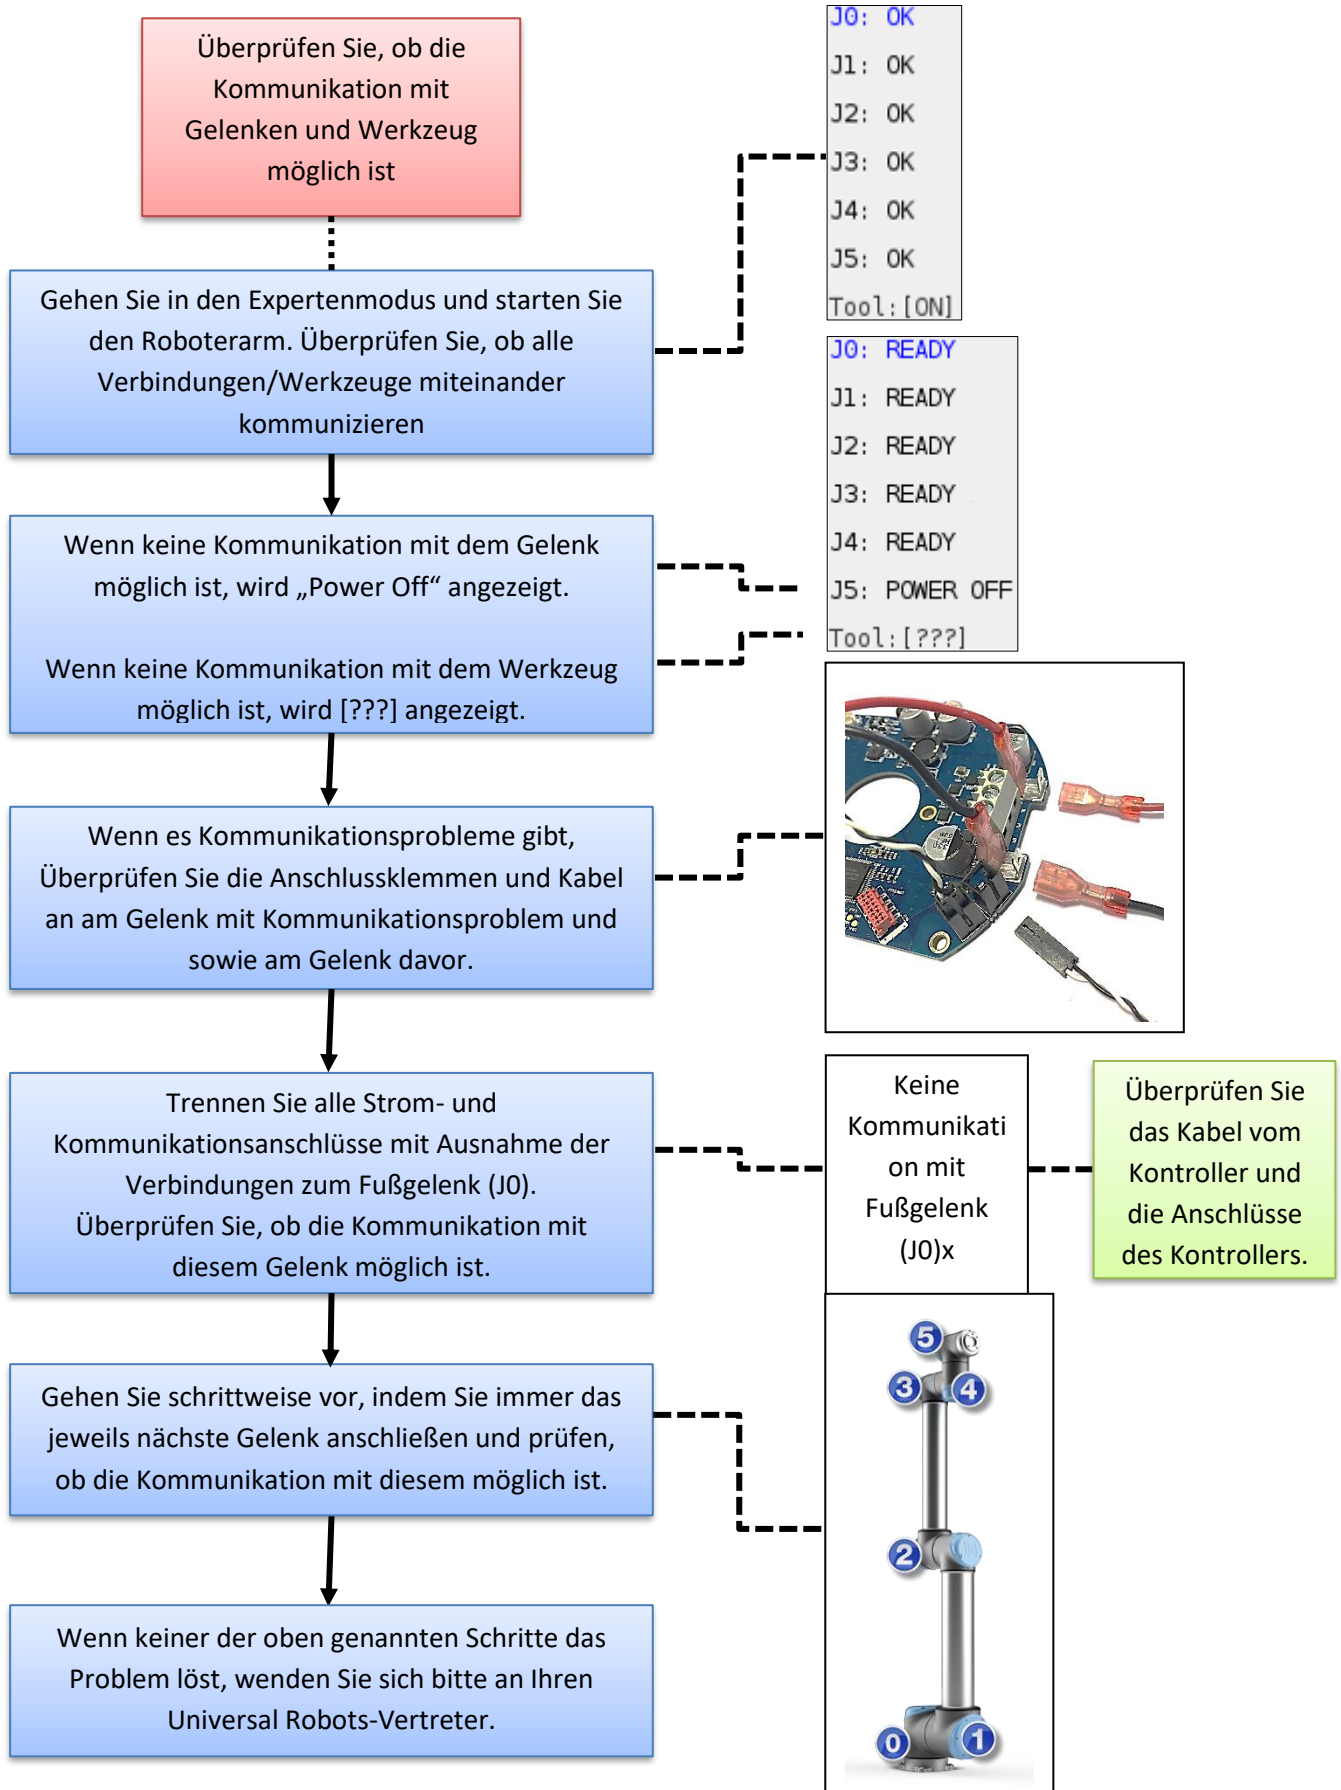 Überprüfen Sie, ob die
Kommunikation mit
Gelenken und Werkzeug
möglich ist
J0: OK
J1: OK
J2: OK
J3: OK
J4: OK
J5: OK
Tool:[ON]
Gehen Sie in den Expertenmodus und starten Sie
den Roboterarm. Überprüfen Sie, ob alle
Verbindungen/Werkzeuge miteinander
kommunizieren
J0: READY
J1: READY
J2: READY
J3: READY
J4: READY
J5: POWER OFF
Tool:[???]
Wenn keine Kommunikation mit dem Gelenk
möglich ist, wird „Power Off“ angezeigt.
Wenn keine Kommunikation mit dem Werkzeug
möglich ist, wird [???] angezeigt.
Wenn es Kommunikationsprobleme gibt,
Überprüfen Sie die Anschlussklemmen und Kabel
an am Gelenk mit Kommunikationsproblem und
sowie am Gelenk davor.
Trennen Sie alle Strom- und
Kommunikationsanschlüsse mit Ausnahme der
Verbindungen zum Fußgelenk (J0).
Überprüfen Sie, ob die Kommunikation mit
diesem Gelenk möglich ist.
Keine
Kommunikati
on mit
Fußgelenk
(J0)x
Überprüfen Sie
das Kabel vom
Kontroller und
die Anschlüsse
des Kontrollers.
Gehen Sie schrittweise vor, indem Sie immer das
jeweils nächste Gelenk anschließen und prüfen,
ob die Kommunikation mit diesem möglich ist.
5
3
4
2
0
1
Wenn keiner der oben genannten Schritte das
Problem löst, wenden Sie sich bitte an Ihren
Universal Robots-Vertreter.